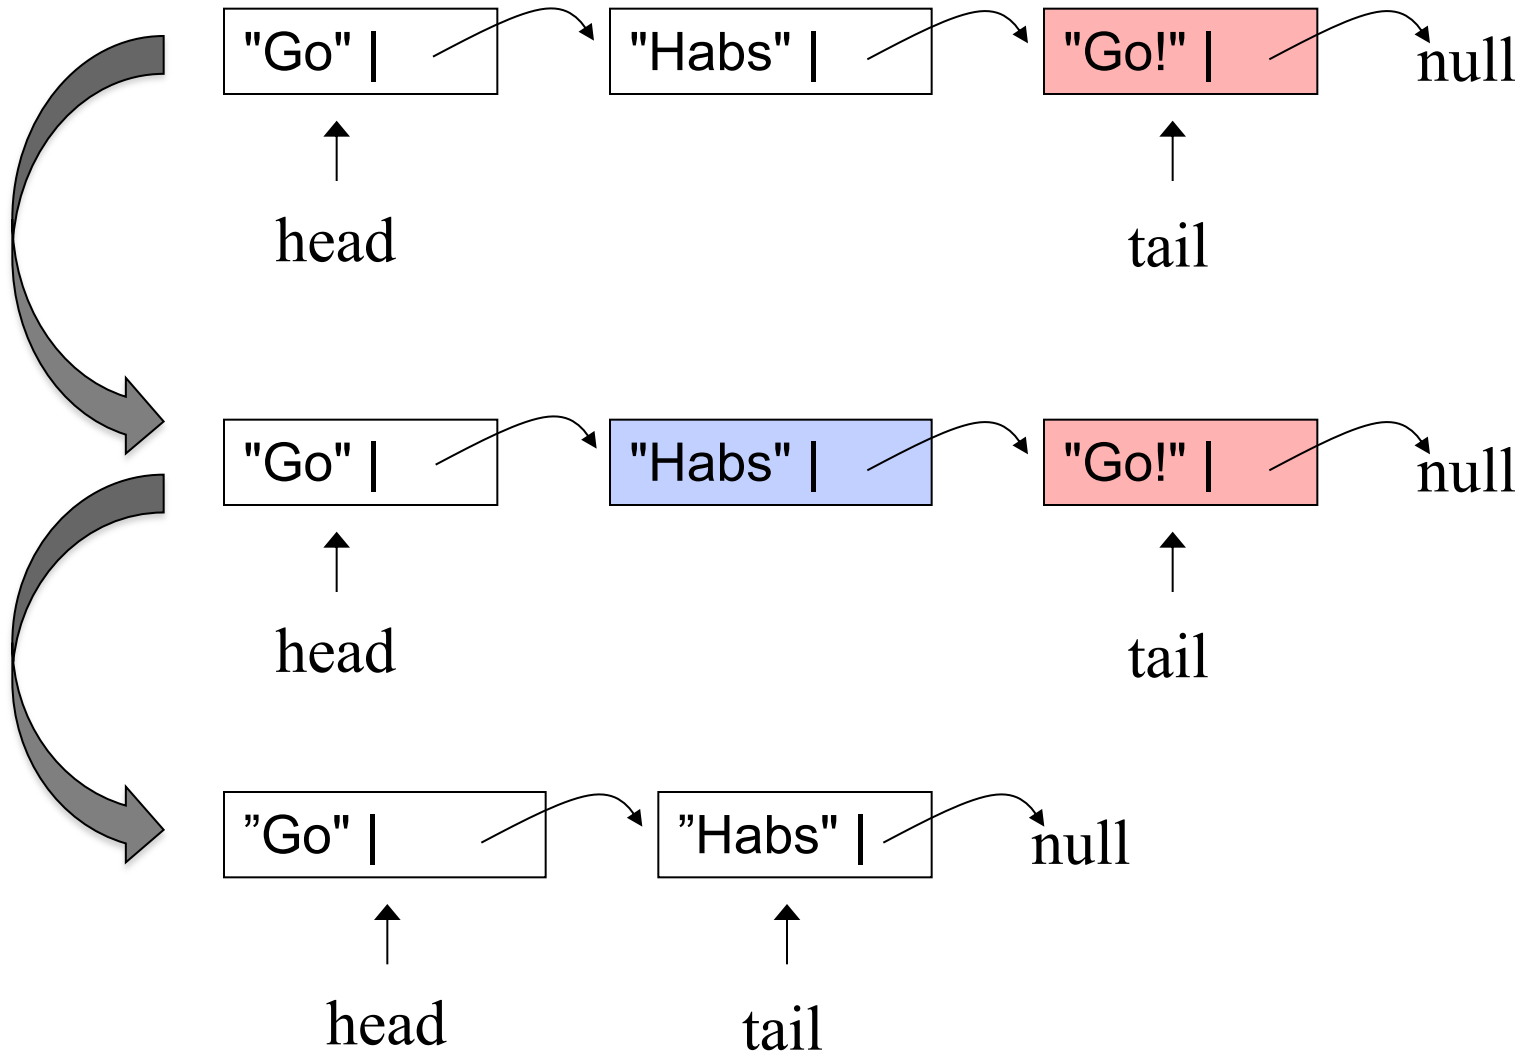 "Go" | "Habs" | "Go!" | null
head tail
"Go" | "Habs" | "Go!" | null
head tail
”Go" | ”Habs" | null
head tail